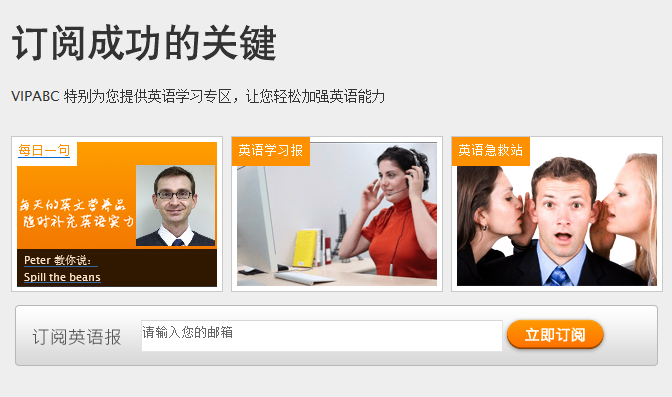 订阅成功的关键
VIPABC 特别为您提供英语学习专区，让您轻松加强英语能力
每日一句
每天的英文营养品
随时补充英语实力
Peter 教你说：
Spill the beans
英语学习报
英语急救站
订阅英语报
请输入您的邮箱
立即订阅